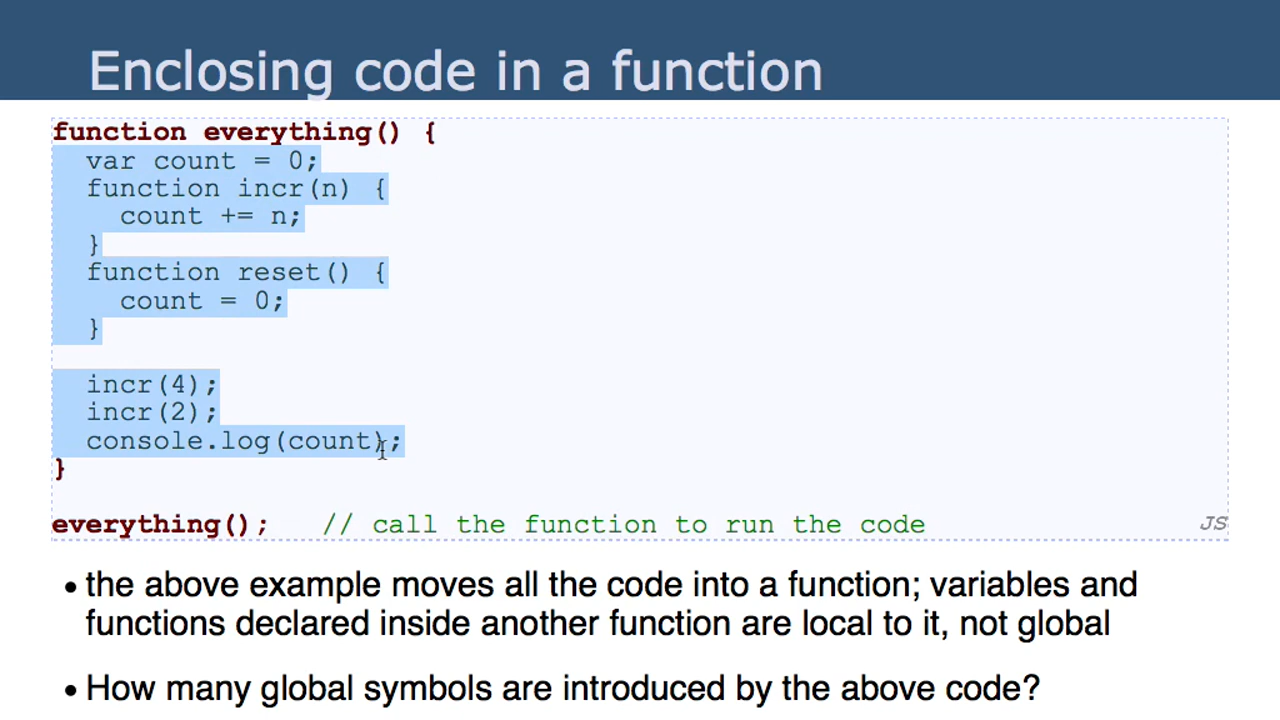 Enclosing code in a function
function everything() {
  var count = 0;
  function incr(n) {
    count += n;
  }
  function reset() {
    count = 0;
  }
  incr(4);
  incr(2);
  console.log(count);
}
everything();   // call the function to run the code
JS
• the above example moves all the code into a function; variables and
functions declared inside another function are local to it, not global
• How many global symbols are introduced by the above code?